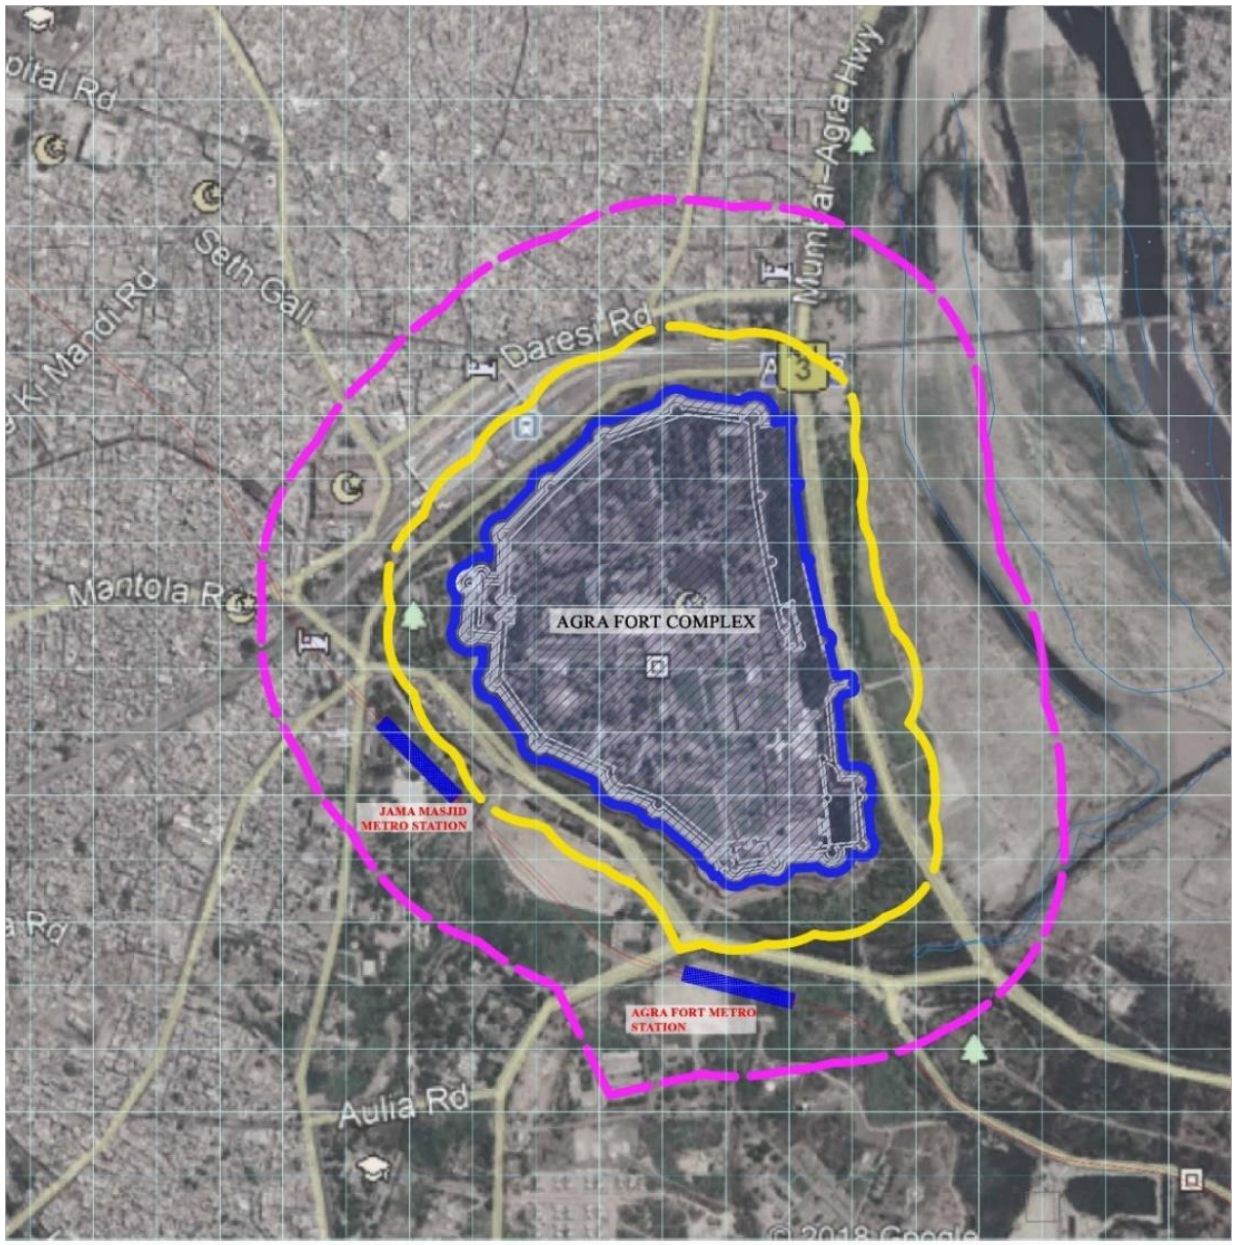 pital Rd
Mumbai-Agra Hwy
Seth Gali
Ki Mandi Rd
Daresi Rd
3
Mantola R
AGRA FORT COMPLEX
JAMA MASJID
METRO STATION
a Rd
AGRA FORT METRO
STATION
Aulia Rd
© 2018 Google